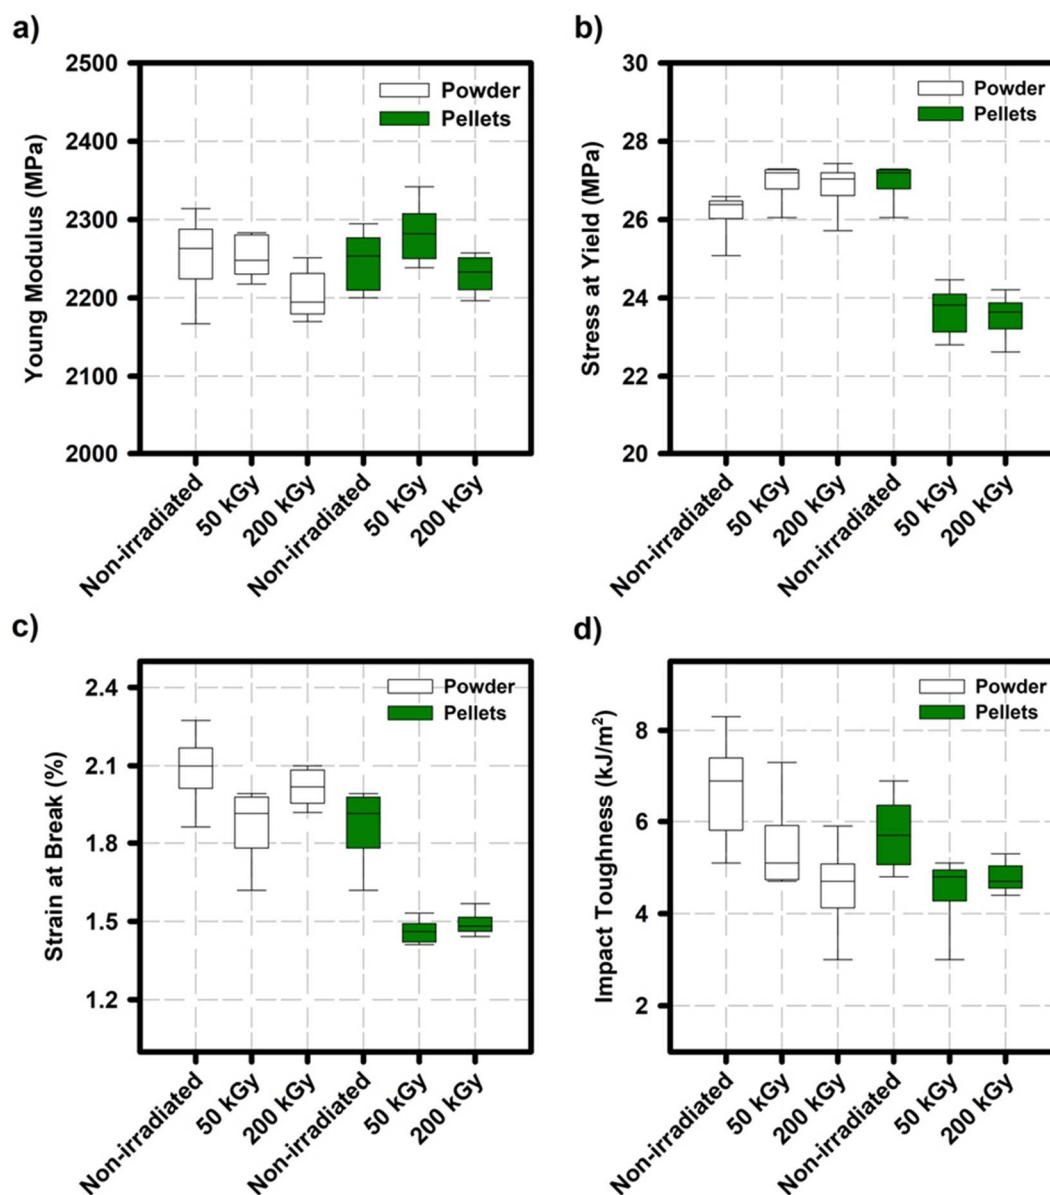 a)
Young Modulus (MPa)
2500
2400
2300
2200
2100
2000
Powder
Pellets
Non-irradiated
50 kGy
200 kGy
Non-irradiated
50 kGy
200 kGy
b)
Stress at Yield (MPa)
30
28
26
24
22
20
Powder
Pellets
Non-irradiated
50 kGy
200 kGy
Non-irradiated
50 kGy
200 kGy
c)
Strain at Break (%)
2.4
2.1
1.8
1.5
1.2
Powder
Pellets
Non-irradiated
50 kGy
200 kGy
Non-irradiated
50 kGy
200 kGy
d)
Impact Toughness (kJ/m²)
8
6
4
2
Powder
Pellets
Non-irradiated
50 kGy
200 kGy
Non-irradiated
50 kGy
200 kGy